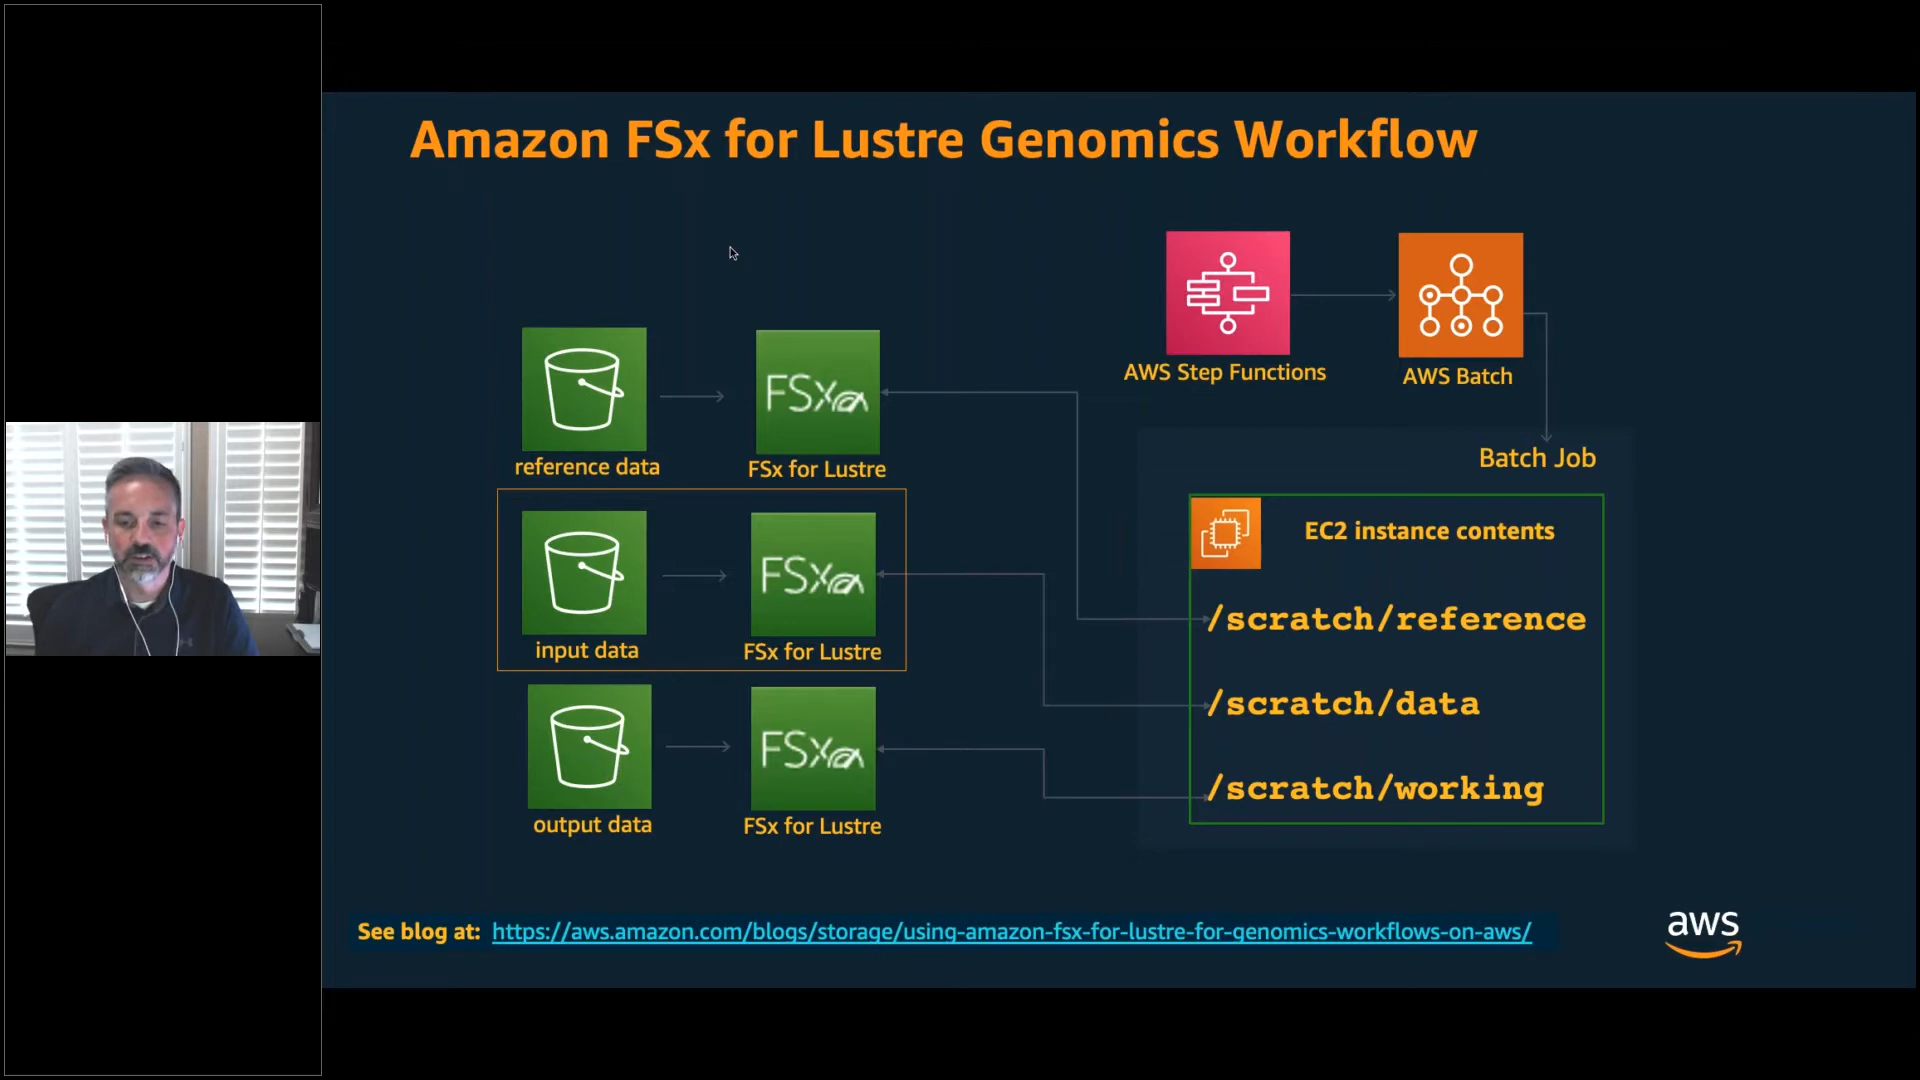 Amazon FSx for Lustre Genomics Workflow
AWS Step Functions
AWS Batch
FSx
reference data
FSx for Lustre
Batch Job
FSx
input data
FSx for Lustre
FSx
output data
FSx for Lustre
EC2 instance contents
/scratch/reference
/scratch/data
/scratch/working
See blog at: https://aws.amazon.com/blogs/storage/using-amazon-fsx-for-lustre-for-genomics-workflows-on-aws/
aws